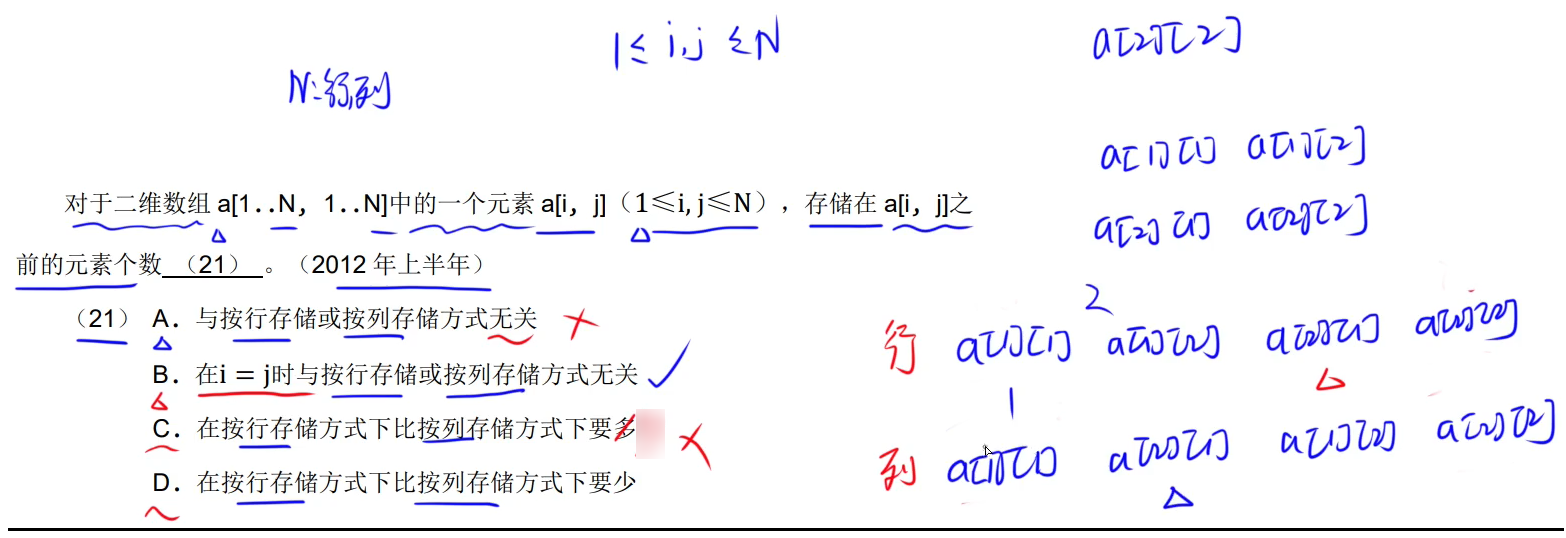 1≤ i,j ≤N
a[2][2]
N:行,列
a[1][1] a[1][2]
a[2][1] a[2][2]
对于二维数组 a[1..N，1..N]中的一个元素 a[i，j]（1≤i, j≤N），存储在 a[i，j]之
前的元素个数 （21） 。（2012 年上半年）
（21） A．与按行存储或按列存储方式无关
B．在i = j时与按行存储或按列存储方式无关
C．在按行存储方式下比按列存储方式下要多
D．在按行存储方式下比按列存储方式下要少
2
行 a[1][1] a[1][2] a[2][1] a[2][2]
1
列 a[1][1] a[2][1] a[1][2] a[2][2]